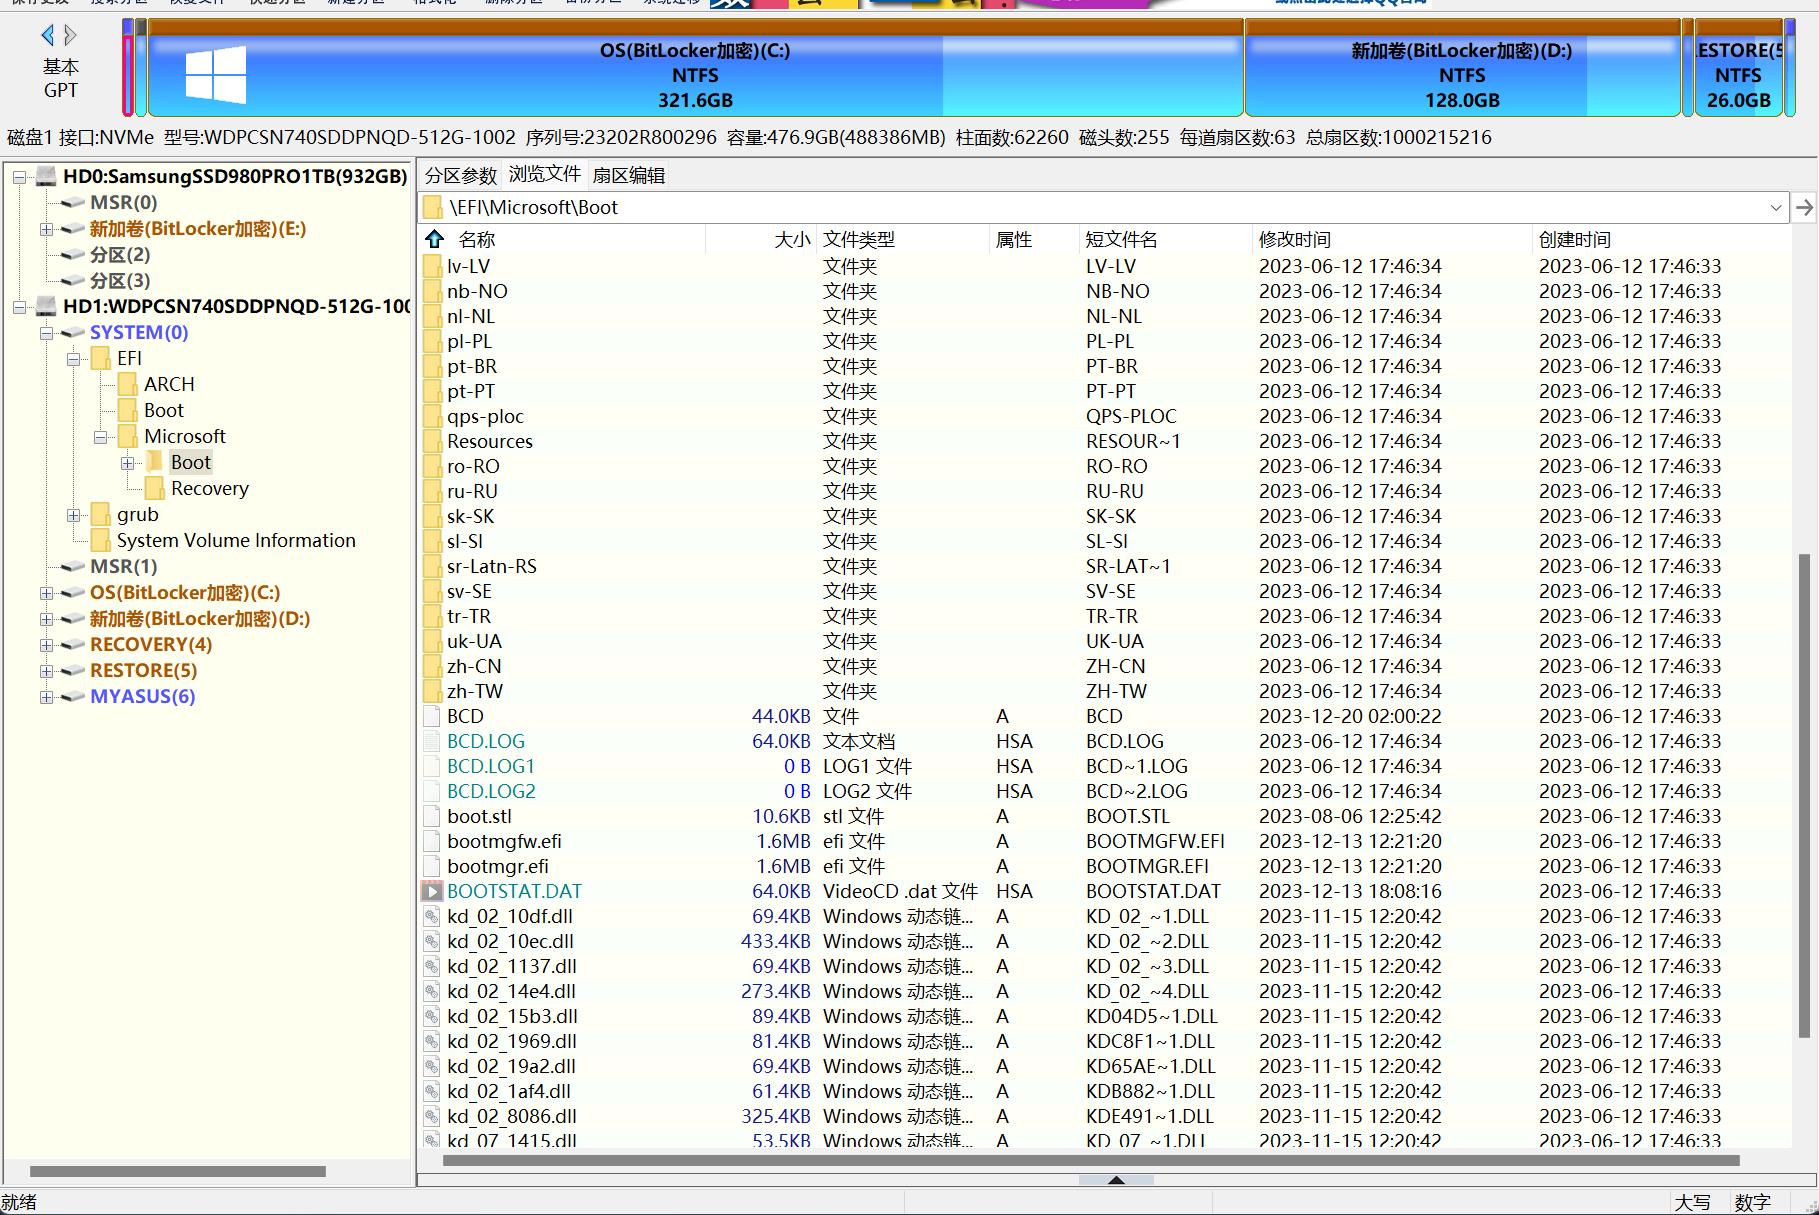 OS(BitLocker加密)(C:)
NTFS
321.6GB
新加卷(BitLocker加密)(D:)
NTFS
128.0GB
ESTORE(5
NTFS
26.0GB
基本
GPT
磁盘1 接口:NVMe 型号:WDPCSN740SDDPNQD-512G-1002 序列号:23202R800296 容量:476.9GB(488386MB) 柱面数:62260 磁头数:255 每道扇区数:63 总扇区数:1000215216
HD0:SamsungSSD980PRO1TB(932GB)
MSR(0)
新加卷(BitLocker加密)(E:)
分区(2)
分区(3)
HD1:WDPCSN740SDDPNQD-512G-100
SYSTEM(0)
EFI
ARCH
Boot
Microsoft
Boot
Recovery
grub
System Volume Information
MSR(1)
OS(BitLocker加密)(C:)
新加卷(BitLocker加密)(D:)
RECOVERY(4)
RESTORE(5)
MYASUS(6)
分区参数 浏览文件 扇区编辑
\EFI\Microsoft\Boot
名称 大小 文件类型 属性 短文件名 修改时间 创建时间
lv-LV 文件夹 LV-LV 2023-06-12 17:46:34 2023-06-12 17:46:33
nb-NO 文件夹 NB-NO 2023-06-12 17:46:34 2023-06-12 17:46:33
nl-NL 文件夹 NL-NL 2023-06-12 17:46:34 2023-06-12 17:46:33
pl-PL 文件夹 PL-PL 2023-06-12 17:46:34 2023-06-12 17:46:33
pt-BR 文件夹 PT-BR 2023-06-12 17:46:34 2023-06-12 17:46:33
pt-PT 文件夹 PT-PT 2023-06-12 17:46:34 2023-06-12 17:46:33
qps-ploc 文件夹 QPS-PLOC 2023-06-12 17:46:34 2023-06-12 17:46:33
Resources 文件夹 RESOUR~1 2023-06-12 17:46:34 2023-06-12 17:46:33
ro-RO 文件夹 RO-RO 2023-06-12 17:46:34 2023-06-12 17:46:33
ru-RU 文件夹 RU-RU 2023-06-12 17:46:34 2023-06-12 17:46:33
sk-SK 文件夹 SK-SK 2023-06-12 17:46:34 2023-06-12 17:46:33
sl-SI 文件夹 SL-SI 2023-06-12 17:46:34 2023-06-12 17:46:33
sr-Latn-RS 文件夹 SR-LAT~1 2023-06-12 17:46:34 2023-06-12 17:46:33
sv-SE 文件夹 SV-SE 2023-06-12 17:46:34 2023-06-12 17:46:33
tr-TR 文件夹 TR-TR 2023-06-12 17:46:34 2023-06-12 17:46:33
uk-UA 文件夹 UK-UA 2023-06-12 17:46:34 2023-06-12 17:46:33
zh-CN 文件夹 ZH-CN 2023-06-12 17:46:34 2023-06-12 17:46:33
zh-TW 文件夹 ZH-TW 2023-06-12 17:46:34 2023-06-12 17:46:33
BCD 44.0KB 文件 A BCD 2023-12-20 02:00:22 2023-06-12 17:46:33
BCD.LOG 64.0KB 文本文档 HSA BCD.LOG 2023-06-12 17:46:34 2023-06-12 17:46:33
BCD.LOG1 0 B LOG1 文件 HSA BCD~1.LOG 2023-06-12 17:46:34 2023-06-12 17:46:33
BCD.LOG2 0 B LOG2 文件 HSA BCD~2.LOG 2023-06-12 17:46:34 2023-06-12 17:46:33
boot.stl 10.6KB stl 文件 A BOOT.STL 2023-08-06 12:25:42 2023-06-12 17:46:33
bootmgfw.efi 1.6MB efi 文件 A BOOTMGFW.EFI 2023-12-13 12:21:20 2023-06-12 17:46:33
bootmgr.efi 1.6MB efi 文件 A BOOTMGR.EFI 2023-12-13 12:21:20 2023-06-12 17:46:33
BOOTSTAT.DAT 64.0KB VideoCD .dat 文件 HSA BOOTSTAT.DAT 2023-12-13 18:08:16 2023-06-12 17:46:33
kd_02_10df.dll 69.4KB Windows 动态链... A KD_02_~1.DLL 2023-11-15 12:20:42 2023-06-12 17:46:33
kd_02_10ec.dll 433.4KB Windows 动态链... A KD_02_~2.DLL 2023-11-15 12:20:42 2023-06-12 17:46:33
kd_02_1137.dll 69.4KB Windows 动态链... A KD_02_~3.DLL 2023-11-15 12:20:42 2023-06-12 17:46:33
kd_02_14e4.dll 273.4KB Windows 动态链... A KD_02_~4.DLL 2023-11-15 12:20:42 2023-06-12 17:46:33
kd_02_15b3.dll 89.4KB Windows 动态链... A KD04D5~1.DLL 2023-11-15 12:20:42 2023-06-12 17:46:33
kd_02_1969.dll 81.4KB Windows 动态链... A KDC8F1~1.DLL 2023-11-15 12:20:42 2023-06-12 17:46:33
kd_02_19a2.dll 69.4KB Windows 动态链... A KD65AE~1.DLL 2023-11-15 12:20:42 2023-06-12 17:46:33
kd_02_1af4.dll 61.4KB Windows 动态链... A KDB882~1.DLL 2023-11-15 12:20:42 2023-06-12 17:46:33
kd_02_8086.dll 325.4KB Windows 动态链... A KDE491~1.DLL 2023-11-15 12:20:42 2023-06-12 17:46:33
kd_07_1415.dll 53.5KB Windows 动态链... A KD_07_~1.DLL 2023-11-15 12:20:42 2023-06-12 17:46:33
就绪 大写 数字